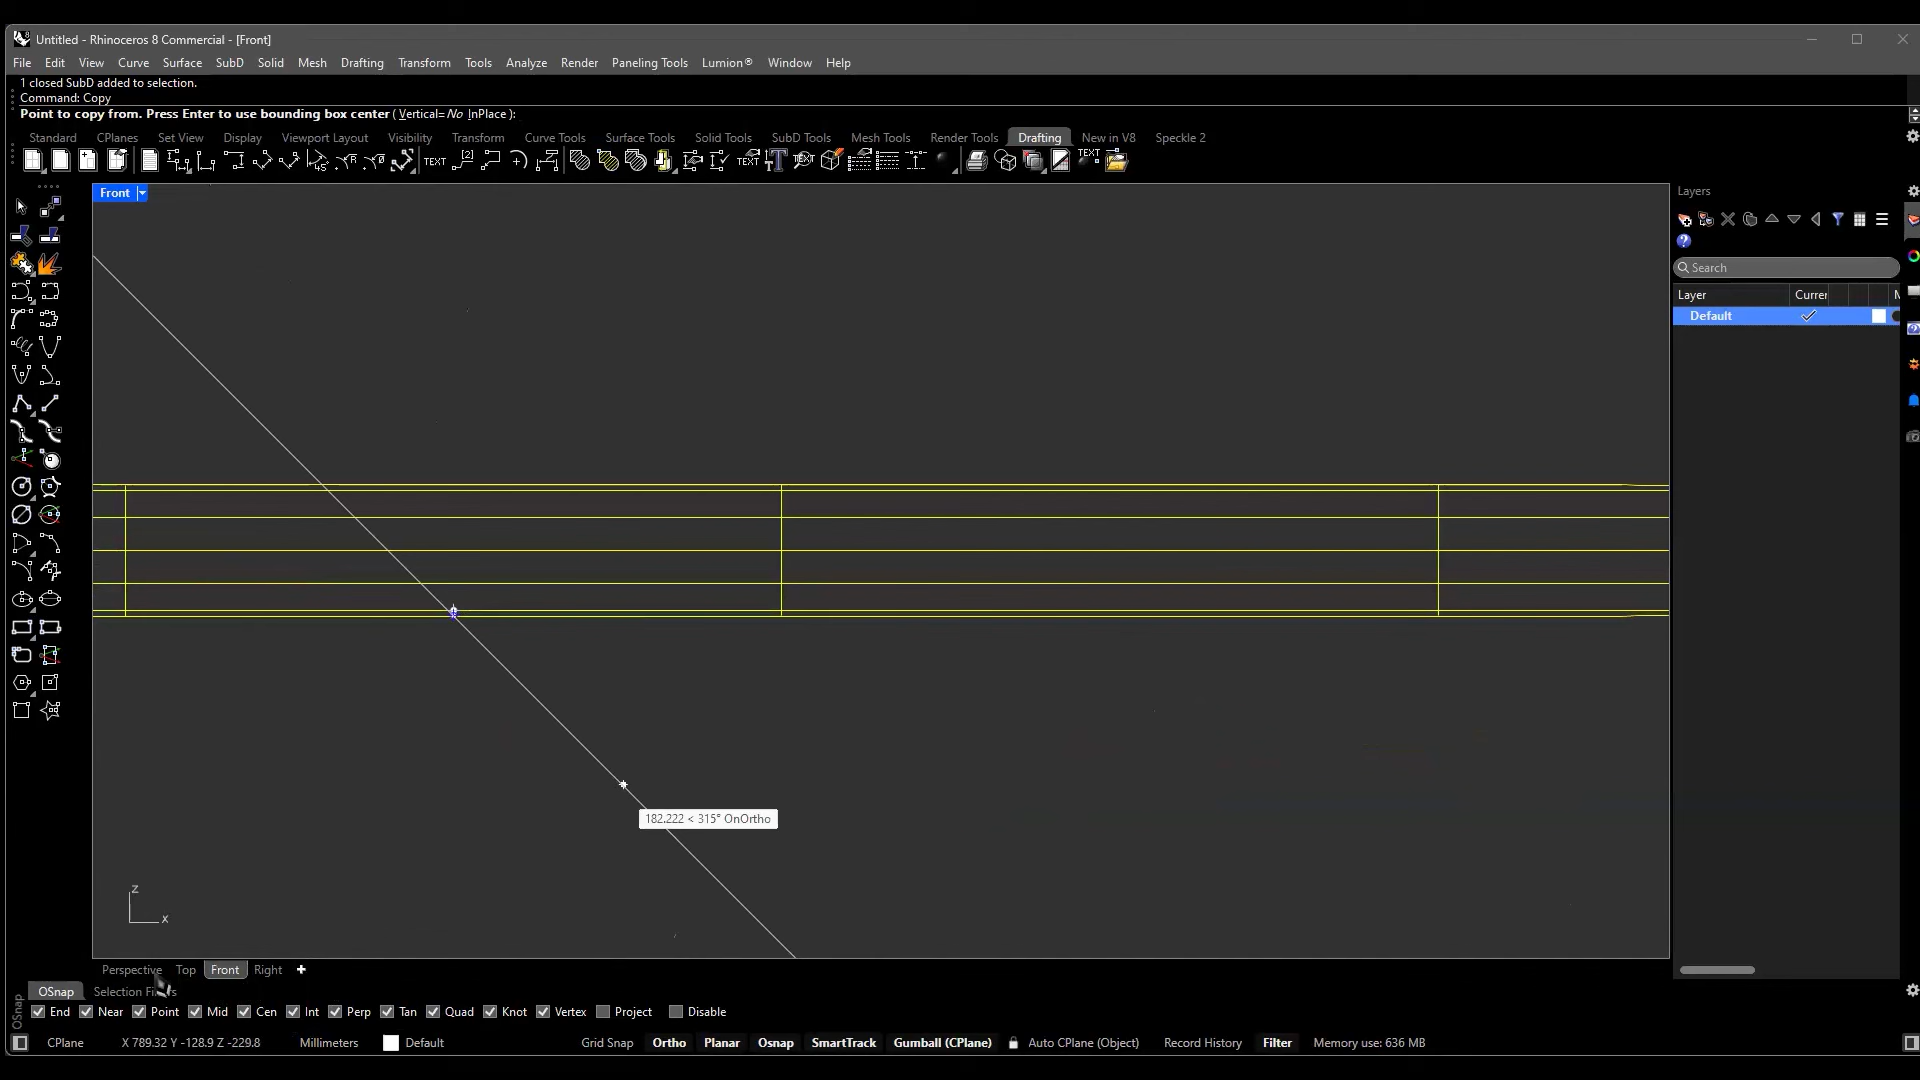 Untitled - Rhinoceros 8 Commercial - [Front]
File Edit View Curve Surface SubD Solid Mesh Drafting Transform Tools Analyze Render Paneling Tools Lumion® Window Help
1 closed SubD added to selection.
Command: Copy
Point to copy from. Press Enter to use bounding box center ( Vertical=No InPlace ):
Standard CPlanes Set View Display Viewport Layout Visibility Transform Curve Tools Surface Tools Solid Tools SubD Tools Mesh Tools Render Tools Drafting New in V8 Speckle 2
TEXT TEXT TEXT
Front
Layers
Search
Layer Currer
Default
182.222 < 315° OnOrtho
z
x
Perspective Top Front Right
OSnap
OSnap
End Near Point Mid Cen Int Perp Tan Quad Knot Vertex Project Disable
CPlane X 789.32 Y -128.9 Z -229.8 Millimeters Default Grid Snap Ortho Planar Osnap SmartTrack Gumball (CPlane) Auto CPlane (Object) Record History Filter Memory use: 636 MB